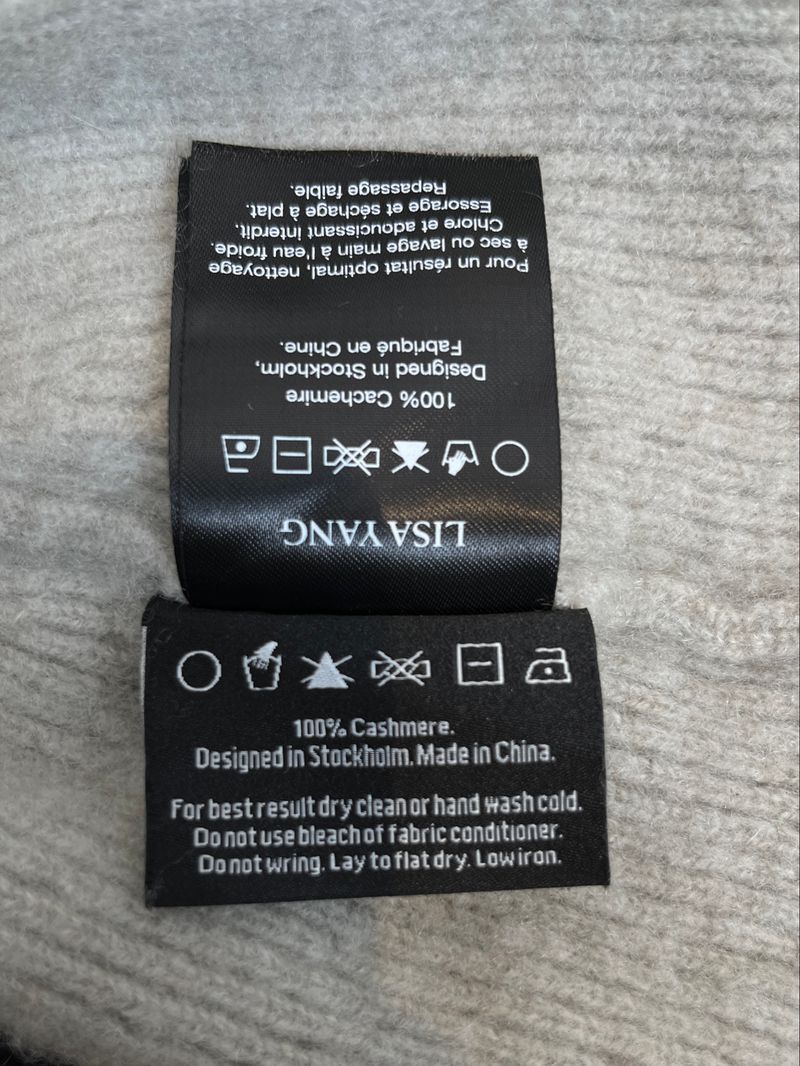 LISA YANG
100% Cachemire
Designed in Stockholm,
Fabriqué en Chine.
Pour un résultat optimal, nettoyage
à sec ou lavage main à l'eau froide.
Chlore et adoucissant interdit.
Essorage et séchage à plat.
Repassage faible.
100% Cashmere.
Designed in Stockholm. Made in China.
For best result dry clean or hand wash cold.
Do not use bleach of fabric conditioner.
Do not wring. Lay to flat dry. Low iron.